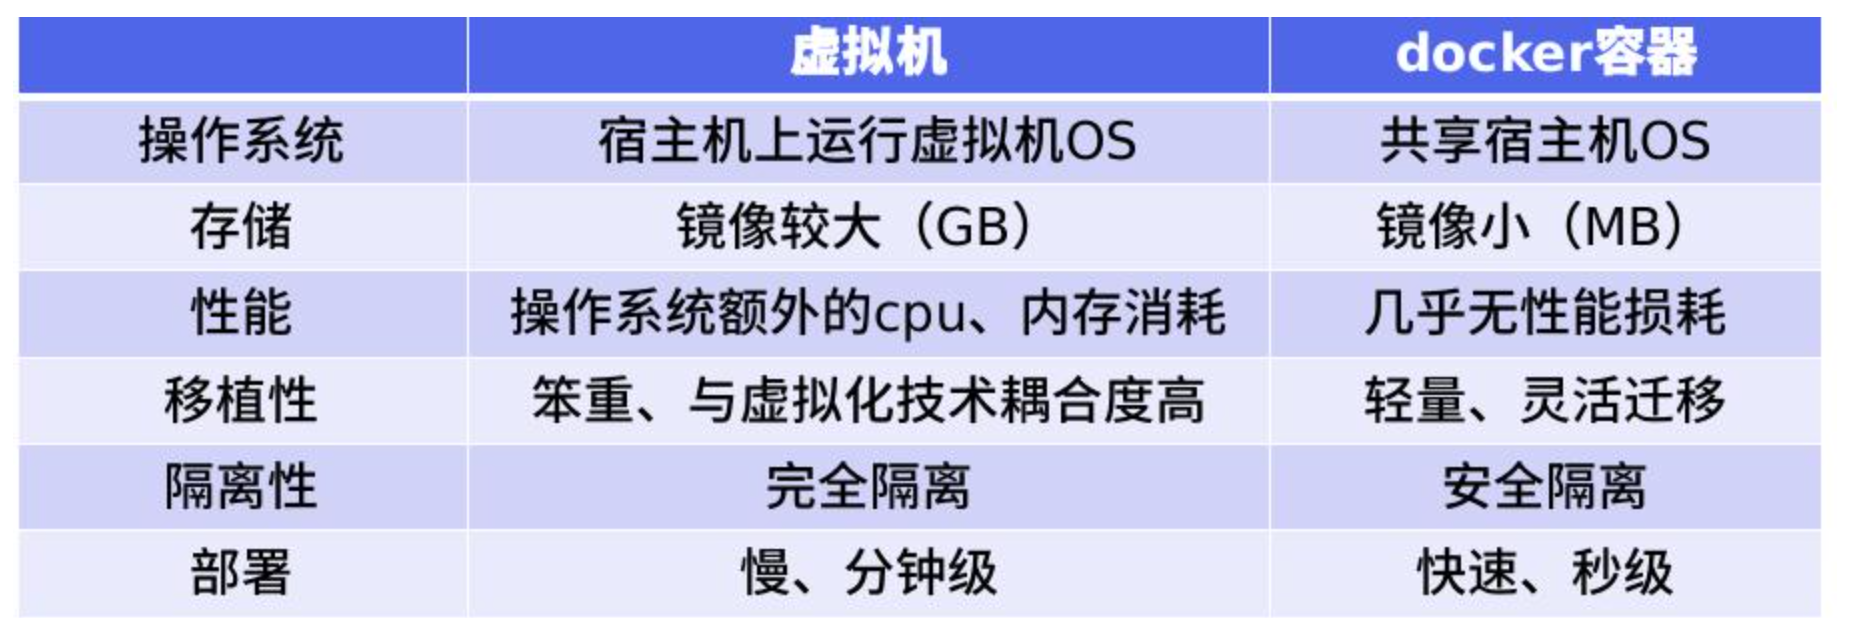 虚拟机 docker容器
操作系统 宿主机上运行虚拟机OS 共享宿主机OS
存储 镜像较大（GB） 镜像小（MB）
性能 操作系统额外的cpu、内存消耗 几乎无性能损耗
移植性 笨重、与虚拟化技术耦合度高 轻量、灵活迁移
隔离性 完全隔离 安全隔离
部署 慢、分钟级 快速、秒级